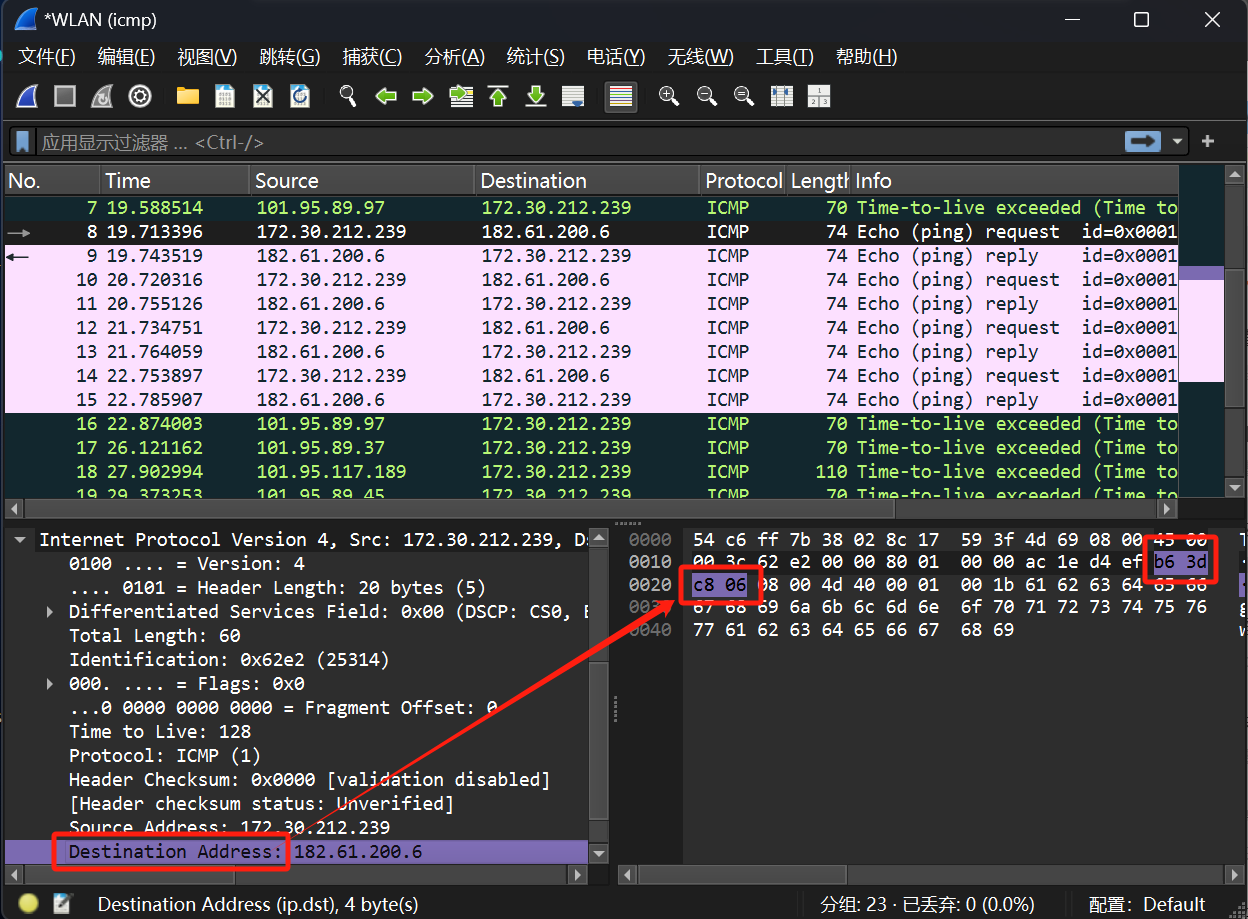 *WLAN (icmp)
文件(F) 编辑(E) 视图(V) 跳转(G) 捕获(C) 分析(A) 统计(S) 电话(Y) 无线(W) 工具(T) 帮助(H)
应用显示过滤器 … <Ctrl-/>
No. Time Source Destination Protocol Length Info
7 19.588514 101.95.89.97 172.30.212.239 ICMP 70 Time-to-live exceeded (Time to
8 19.713396 172.30.212.239 182.61.200.6 ICMP 74 Echo (ping) request id=0x0001
9 19.743519 182.61.200.6 172.30.212.239 ICMP 74 Echo (ping) reply id=0x0001
10 20.720316 172.30.212.239 182.61.200.6 ICMP 74 Echo (ping) request id=0x0001
11 20.755126 182.61.200.6 172.30.212.239 ICMP 74 Echo (ping) reply id=0x0001
12 21.734751 172.30.212.239 182.61.200.6 ICMP 74 Echo (ping) request id=0x0001
13 21.764059 182.61.200.6 172.30.212.239 ICMP 74 Echo (ping) reply id=0x0001
14 22.753897 172.30.212.239 182.61.200.6 ICMP 74 Echo (ping) request id=0x0001
15 22.785907 182.61.200.6 172.30.212.239 ICMP 74 Echo (ping) reply id=0x0001
16 22.874003 101.95.89.97 172.30.212.239 ICMP 70 Time-to-live exceeded (Time to
17 26.121162 101.95.89.37 172.30.212.239 ICMP 70 Time-to-live exceeded (Time to
18 27.902994 101.95.117.189 172.30.212.239 ICMP 110 Time-to-live exceeded (Time to
19 29.373253 101.95.89.45 172.30.212.239 ICMP 70 Time-to-live exceeded (Time to
Internet Protocol Version 4, Src: 172.30.212.239, D
0100 .... = Version: 4
.... 0101 = Header Length: 20 bytes (5)
Differentiated Services Field: 0x00 (DSCP: CS0, E
Total Length: 60
Identification: 0x62e2 (25314)
000. .... = Flags: 0x0
...0 0000 0000 0000 = Fragment Offset: 0
Time to Live: 128
Protocol: ICMP (1)
Header Checksum: 0x0000 [validation disabled]
[Header checksum status: Unverified]
Source Address: 172.30.212.239
Destination Address: 182.61.200.6
0000 54 c6 ff 7b 38 02 8c 17 59 3f 4d 69 08 00 45 00
0010 00 3c 62 e2 00 00 80 01 00 00 ac 1e d4 ef b6 3d
0020 c8 06 08 00 4d 40 00 01 00 1b 61 62 63 64 65 66
67 68 69 6a 6b 6c 6d 6e 6f 70 71 72 73 74 75 76
0040 77 61 62 63 64 65 66 67 68 69
Destination Address (ip.dst), 4 byte(s) 分组: 23 · 已丢弃: 0 (0.0%) 配置: Default